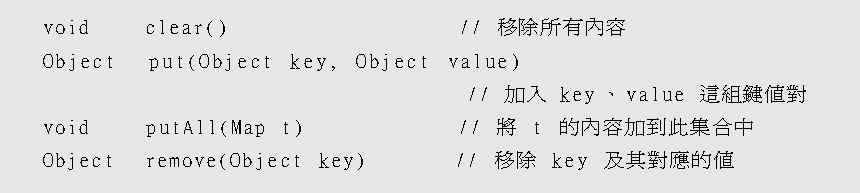 void clear() // 移除所有內容
Object put(Object key, Object value)
// 加入 key、value 這組鍵值對
void putAll(Map t) // 將 t 的內容加到此集合中
Object remove(Object key) // 移除 key 及其對應的值